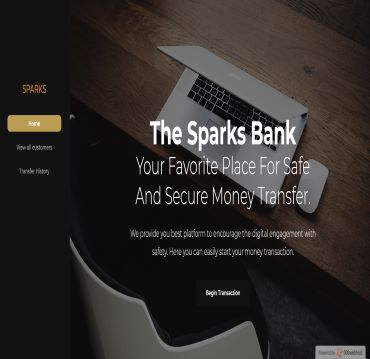 SPARKS
Home
View all customers
Transfer History
The Sparks Bank
Your Favorite Place For Safe
And Secure Money Transfer.
We provide you best platform to encourage the digital engagement with
safety. Here you can easily start your money transaction.
Begin Transaction
Powered by 000webhost